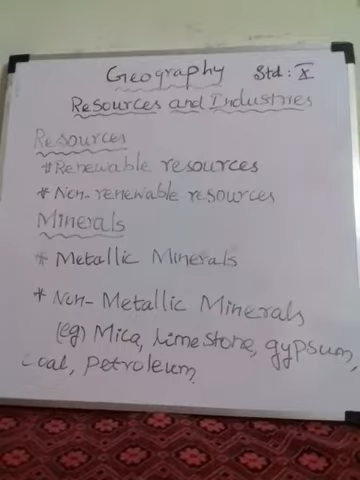 Geography Std: X
Resources and Industries
Resources
* Renewable resources
* Non-renewable resources
Minerals
* Metallic Minerals
* Non-Metallic Minerals
(eg) Mica, Limestone, gypsum,
Coal, Petroleum.